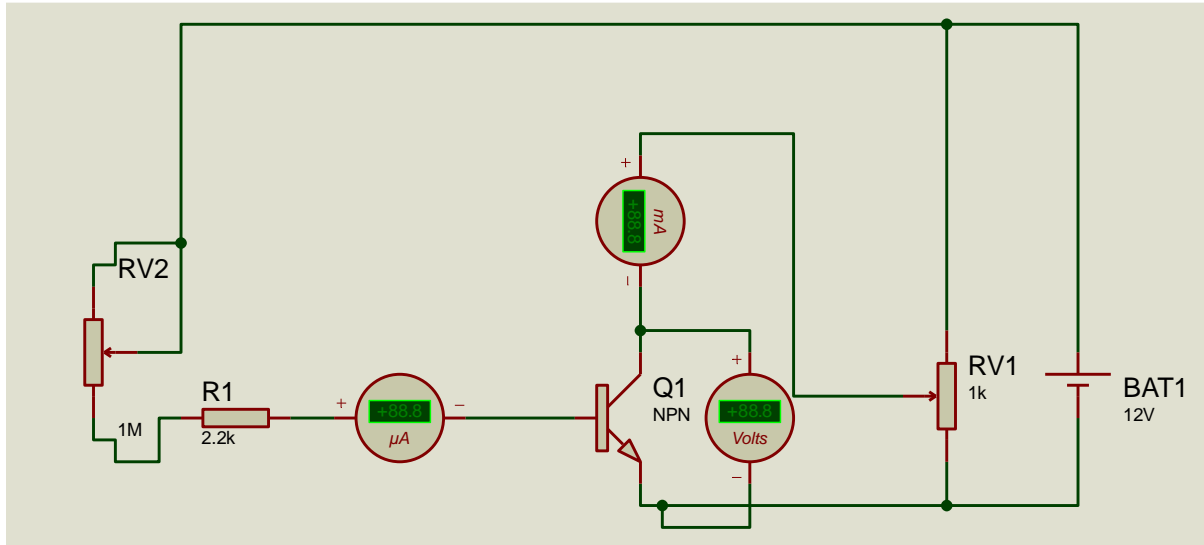 +
mA
+88.8
−
RV2
1M
R1
2.2k
+
+88.8
−
µA
Q1
NPN
+
+88.8
Volts
−
RV1
1k
BAT1
12V